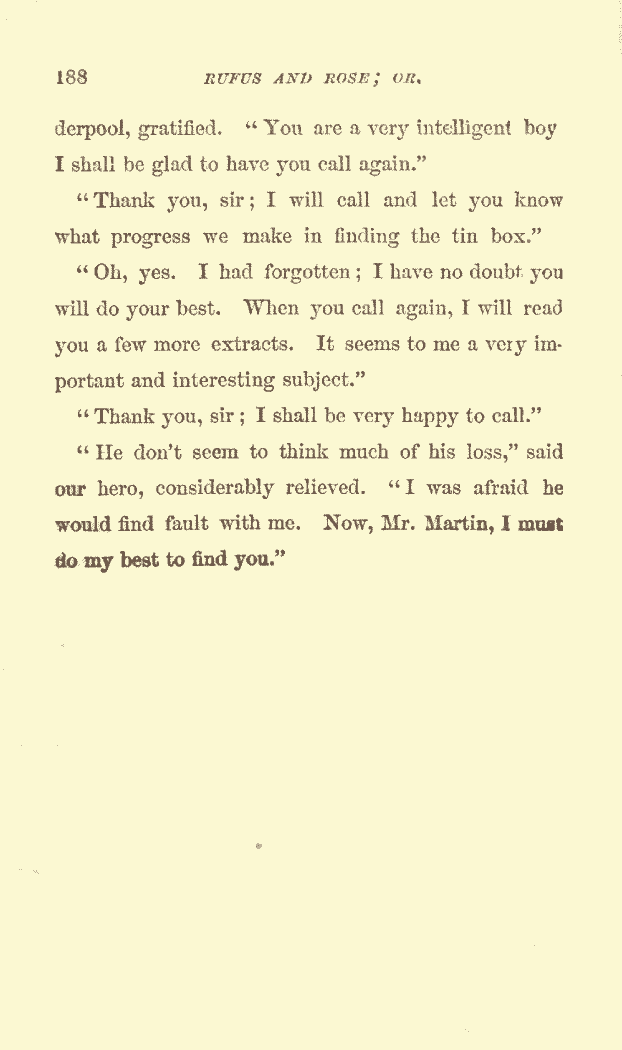 188 RUFUS AND ROSE; OR,
derpool, gratified. “You are a very intelligent boy
I shall be glad to have you call again.”
“Thank you, sir; I will call and let you know
what progress we make in finding the tin box.”
“Oh, yes. I had forgotten; I have no doubt you
will do your best. When you call again, I will read
you a few more extracts. It seems to me a very im-
portant and interesting subject.”
“Thank you, sir; I shall be very happy to call.”
“He don’t seem to think much of his loss,” said
our hero, considerably relieved. “I was afraid he
would find fault with me. Now, Mr. Martin, I must
do my best to find you.”